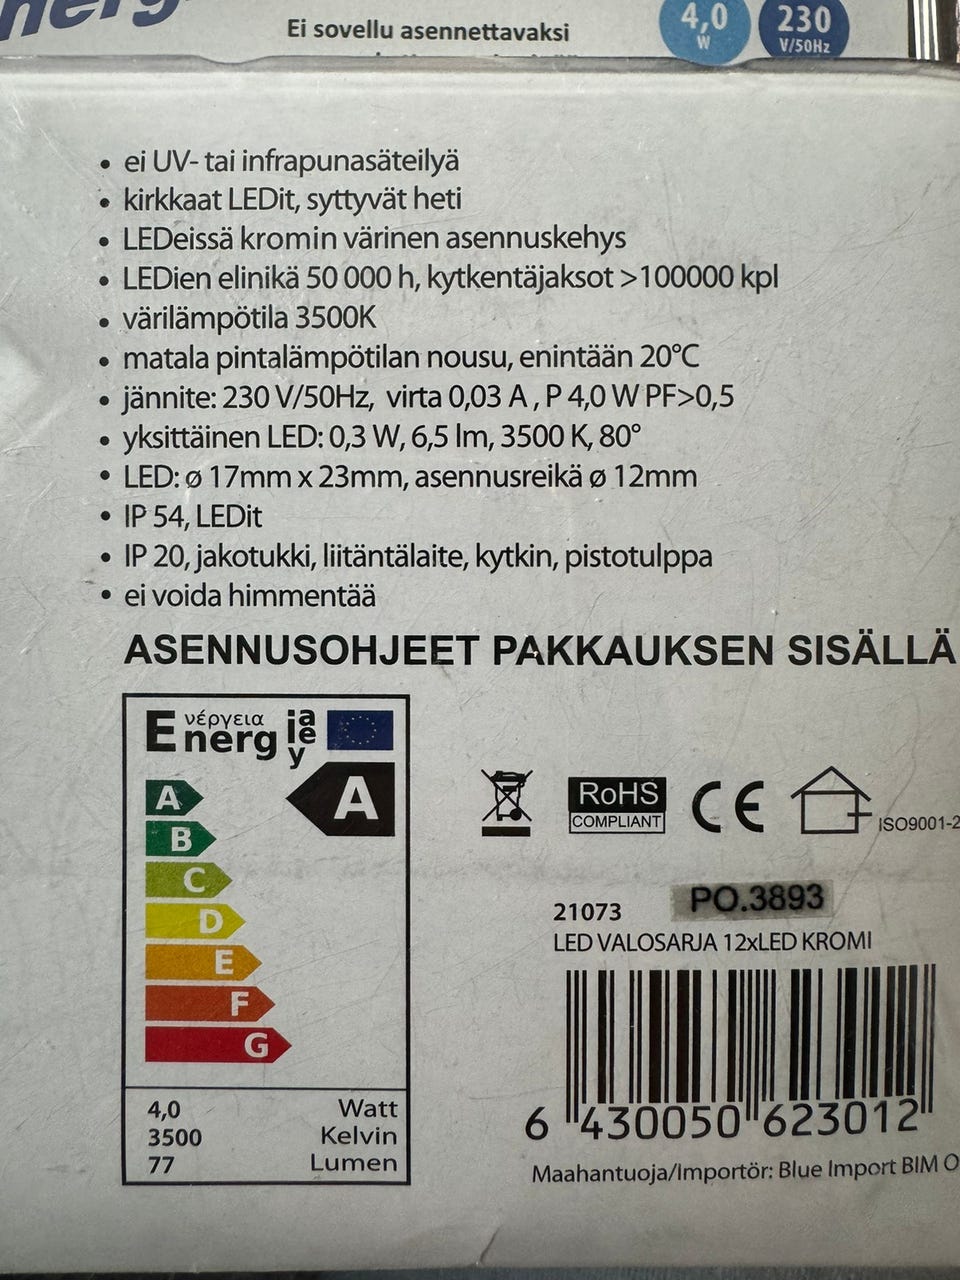 Ei sovellu asennettavaksi
4,0
W
230
V/50Hz
• ei UV- tai infrapunasäteilyä
• kirkkaat LEDit, syttyvät heti
• LEDeissä kromin värinen asennuskehys
• LEDien elinikä 50 000 h, kytkentäjaksot >100000 kpl
• värilämpötila 3500K
• matala pintalämpötilan nousu, enintään 20°C
• jännite: 230 V/50Hz, virta 0,03 A , P 4,0 W PF>0,5
• yksittäinen LED: 0,3 W, 6,5 lm, 3500 K, 80°
• LED: ø 17mm x 23mm, asennusreikä ø 12mm
• IP 54, LEDit
• IP 20, jakotukki, liitäntälaite, kytkin, pistotulppa
• ei voida himmentää
ASENNUSOHJEET PAKKAUKSEN SISÄLLÄ
Energ νέργεια ia ie y
A
A
B
C
D
E
F
G
4,0 Watt
3500 Kelvin
77 Lumen
RoHS
COMPLIANT
CE
ISO9001-2
PO.3893
21073
LED VALOSARJA 12xLED KROMI
6 430050 623012
Maahantuoja/Importör: Blue Import BIM O